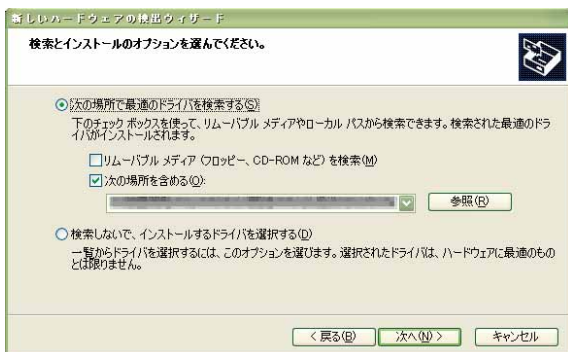 新しいハードウェアの検出ウィザード
検索とインストールのオプションを選んでください。
次の場所で最適のドライバを検索する(S)
下のチェック ボックスを使って、リムーバブル メディアやローカル パスから検索できます。検索された最適のドラ
イバがインストールされます。
リムーバブル メディア (フロッピー、CD-ROM など) を検索(M)
次の場所を含める(O):
参照(R)
検索しないで、インストールするドライバを選択する(D)
一覧からドライバを選択するには、このオプションを選びます。選択されたドライバは、ハードウェアに最適のもの
とは限りません。
< 戻る(B) 次へ(N) > キャンセル